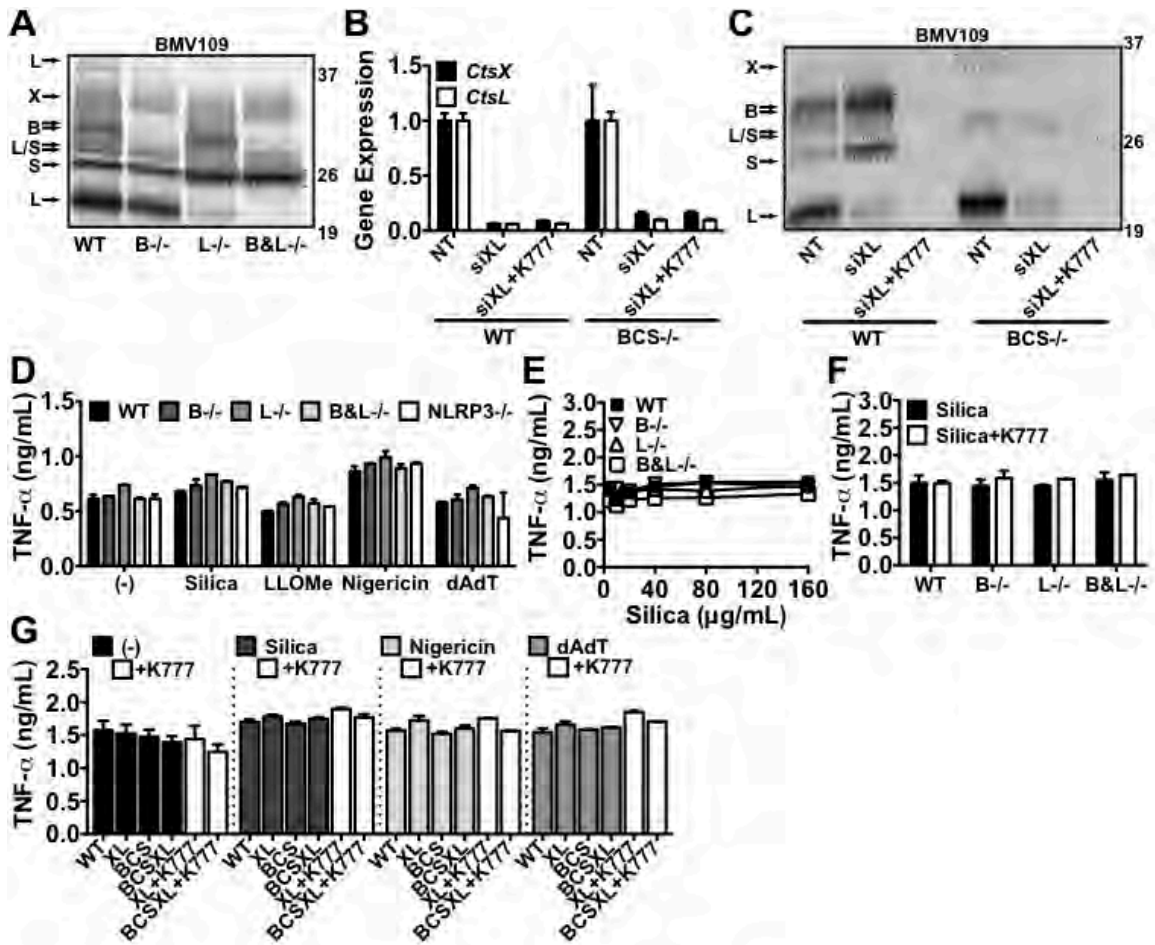 A
BMV109
L
X
B
L/S
S
L
37
26
19
WT B-/- L-/- B&L-/-
B
Gene Expression
1.5
1.0
0.5
0.0
CtsX
CtsL
NT siXL siXL+K777 NT siXL siXL+K777
WT BCS-/-
C
BMV109
X
B
L/S
S
L
37
26
19
NT siXL siXL+K777 NT siXL siXL+K777
WT BCS-/-
D
TNF-α (ng/mL)
1.5
1.0
0.5
0.0
WT B-/- L-/- B&L-/- NLRP3-/-
(-) Silica LLOMe Nigericin dAdT
E
TNF-α (ng/mL)
3.0
2.5
2.0
1.5
1.0
0.5
0.0
WT
B-/-
L-/-
B&L-/-
0 40 80 120 160
Silica (µg/mL)
F
TNF-α (ng/mL)
3.0
2.5
2.0
1.5
1.0
0.5
0.0
Silica
Silica+K777
WT B-/- L-/- B&L-/-
G
TNF-α (ng/mL)
2.5
2.0
1.5
1.0
0.5
0.0
(-) Silica Nigericin dAdT
+K777 +K777 +K777 +K777
WT XL BCS BCSXL XL+K777 BCSXL+K777 WT XL BCS BCSXL XL+K777 BCSXL+K777 WT XL BCS BCSXL XL+K777 BCSXL+K777 WT XL BCS BCSXL XL+K777 BCSXL+K777